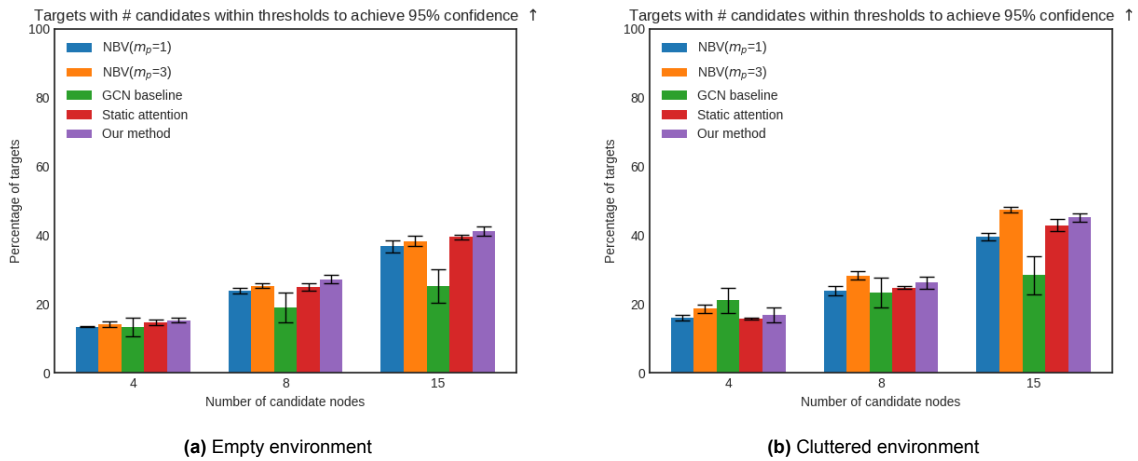 Targets with # candidates within thresholds to achieve 95% confidence ↑
100
80
60
40
20
0
Percentage of targets
NBV(mₚ=1)
NBV(mₚ=3)
GCN baseline
Static attention
Our method
4 8 15
Number of candidate nodes
(a) Empty environment
Targets with # candidates within thresholds to achieve 95% confidence ↑
100
80
60
40
20
0
Percentage of targets
NBV(mₚ=1)
NBV(mₚ=3)
GCN baseline
Static attention
Our method
4 8 15
Number of candidate nodes
(b) Cluttered environment